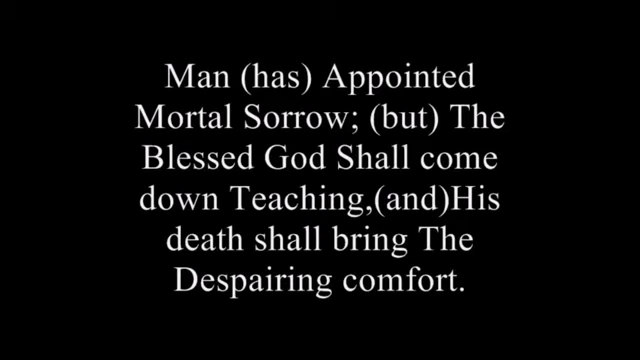 Man (has) Appointed
Mortal Sorrow; (but) The
Blessed God Shall come
down Teaching,(and)His
death shall bring The
Despairing comfort.